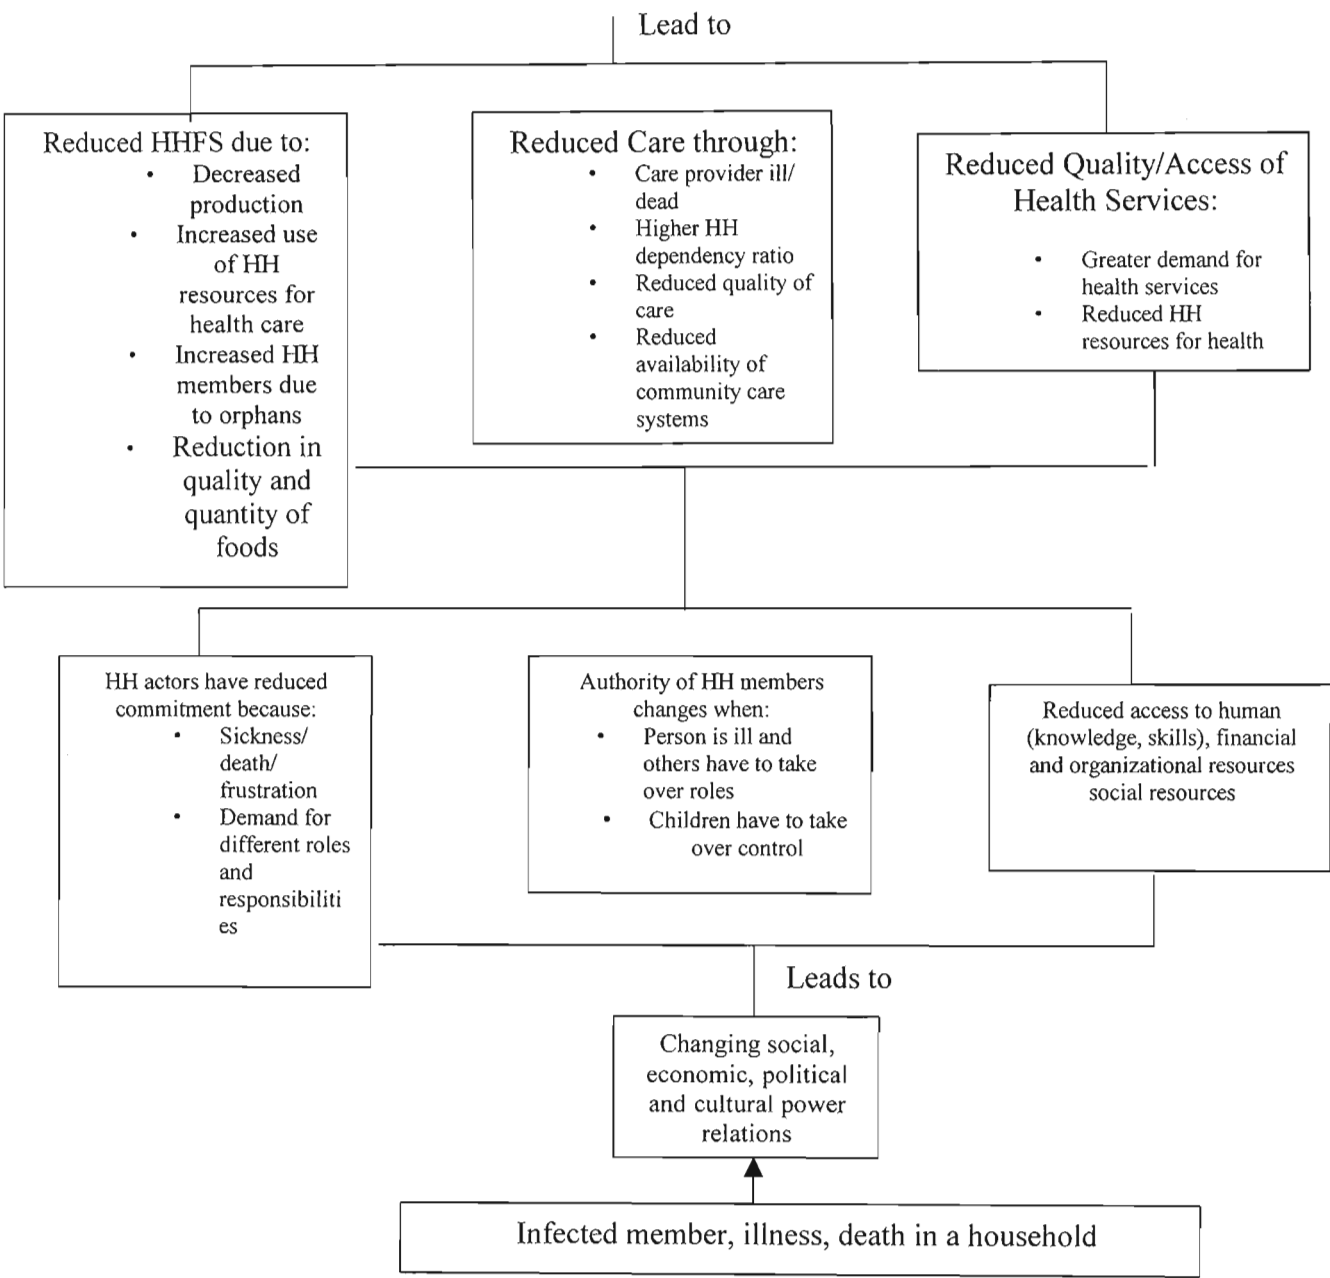 Lead to
Reduced HHFS due to:
• Decreased
production
• Increased use
of HH
resources for
health care
• Increased HH
members due
to orphans
• Reduction in
quality and
quantity of
foods
Reduced Care through:
• Care provider ill/
dead
• Higher HH
dependency ratio
• Reduced quality of
care
• Reduced
availability of
community care
systems
Reduced Quality/Access of
Health Services:
• Greater demand for
health services
• Reduced HH
resources for health
HH actors have reduced
commitment because:
• Sickness/
death/
frustration
• Demand for
different roles
and
responsibiliti
es
Authority of HH members
changes when:
• Person is ill and
others have to take
over roles
• Children have to take
over control
Reduced access to human
(knowledge, skills), financial
and organizational resources
social resources
Leads to
Changing social,
economic, political
and cultural power
relations
Infected member, illness, death in a household